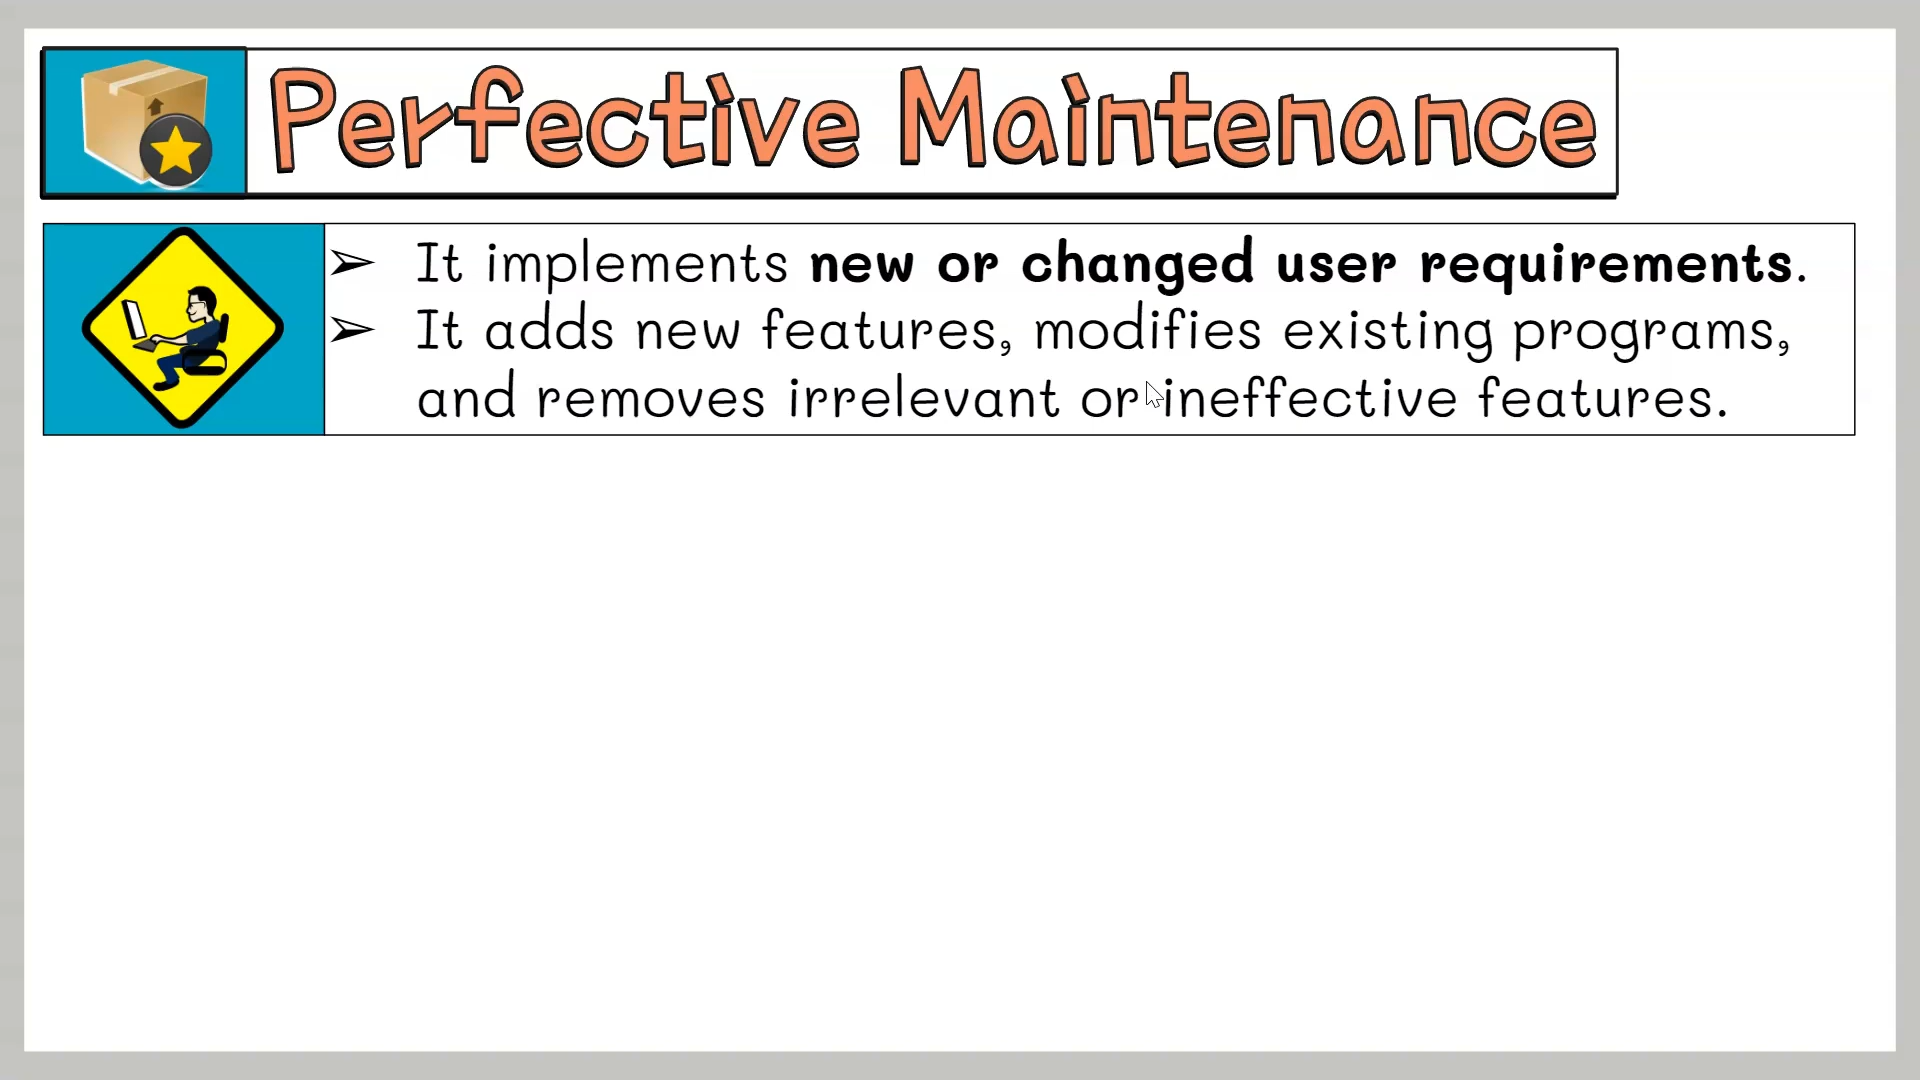 Perfective Maintenance
➢ It implements new or changed user requirements.
➢ It adds new features, modifies existing programs,
and removes irrelevant or ineffective features.